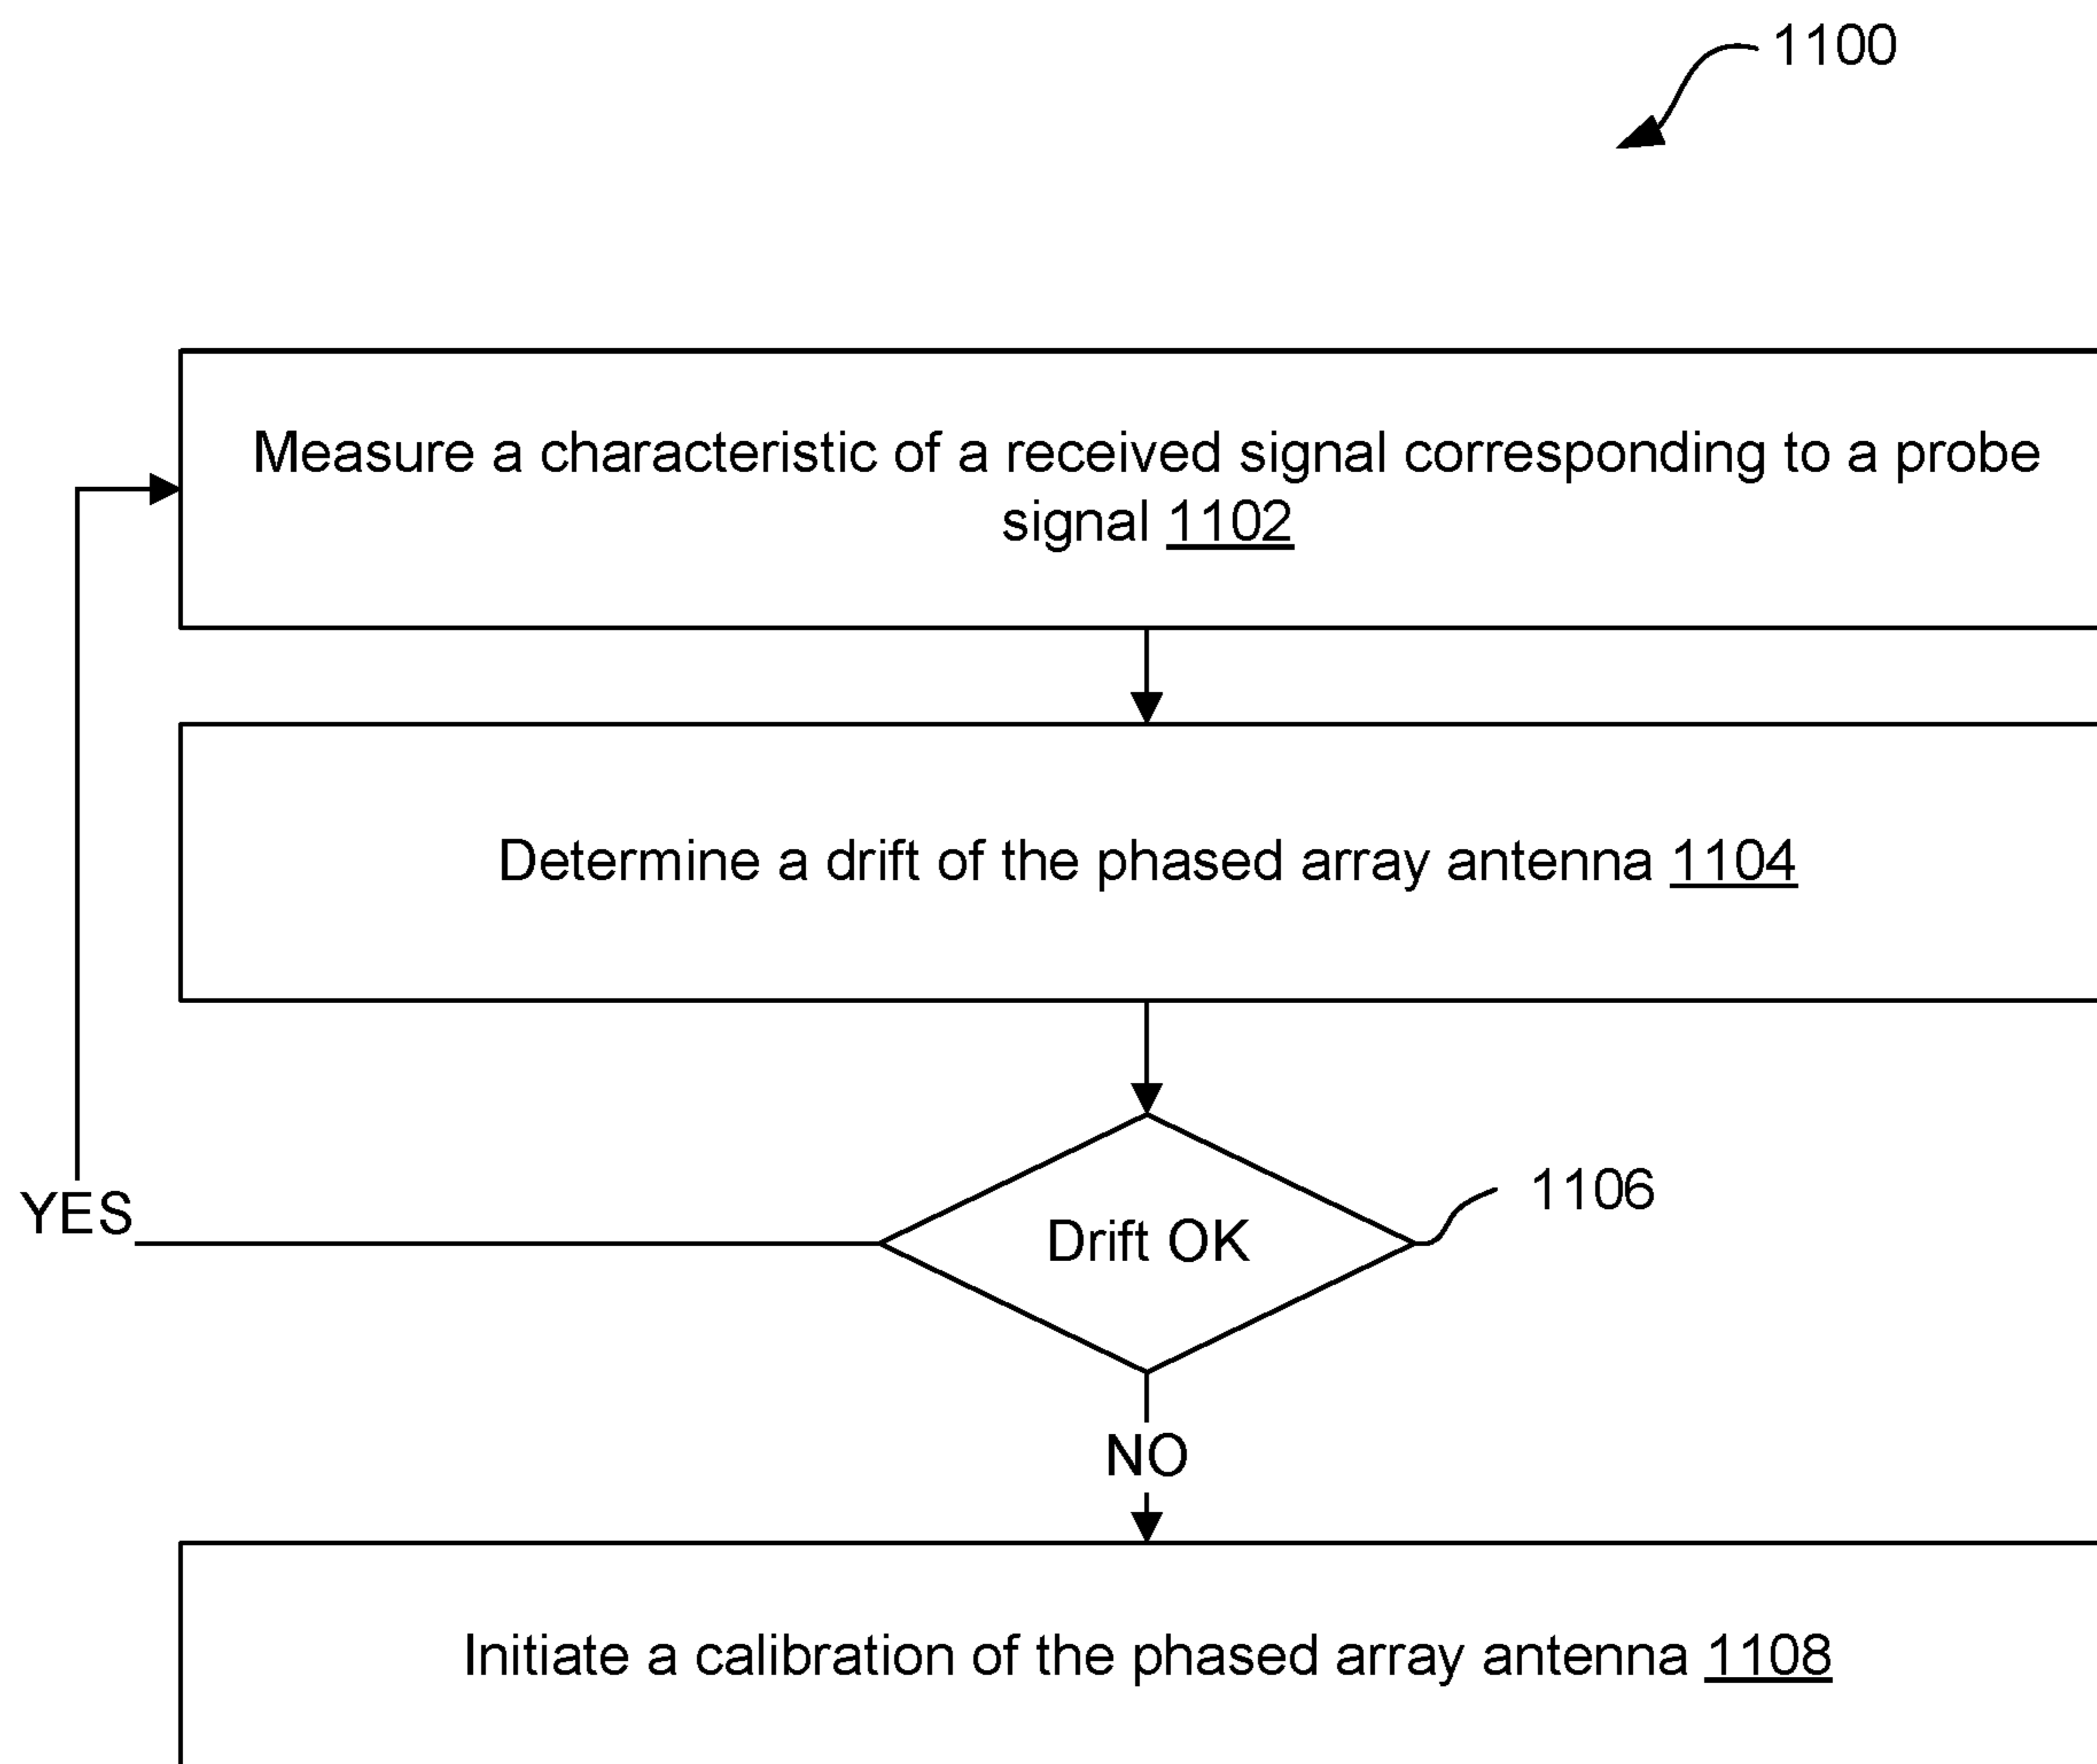 1100
Measure a characteristic of a received signal corresponding to a probe
signal 1102
Determine a drift of the phased array antenna 1104
1106
YES
Drift OK
NO
Initiate a calibration of the phased array antenna 1108